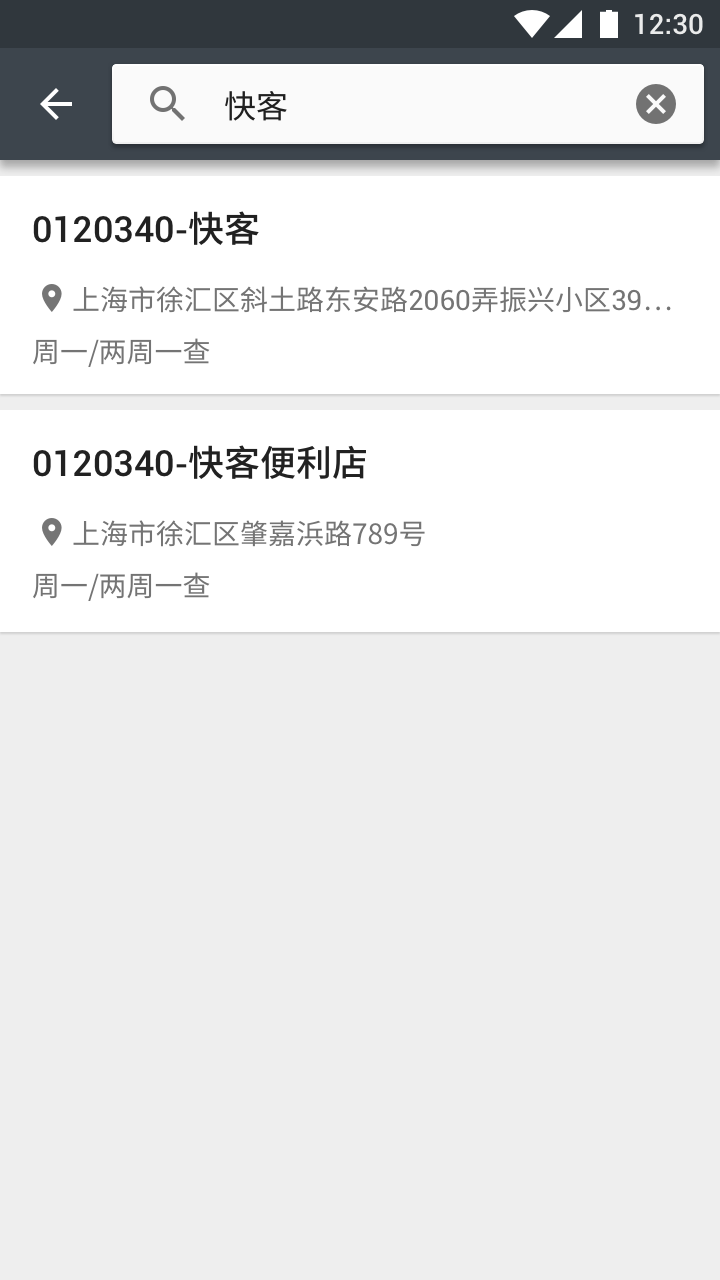 12:30
快客
0120340-快客
上海市徐汇区斜土路东安路2060弄振兴小区39…
周一/两周一查
0120340-快客便利店
上海市徐汇区肇嘉浜路789号
周一/两周一查